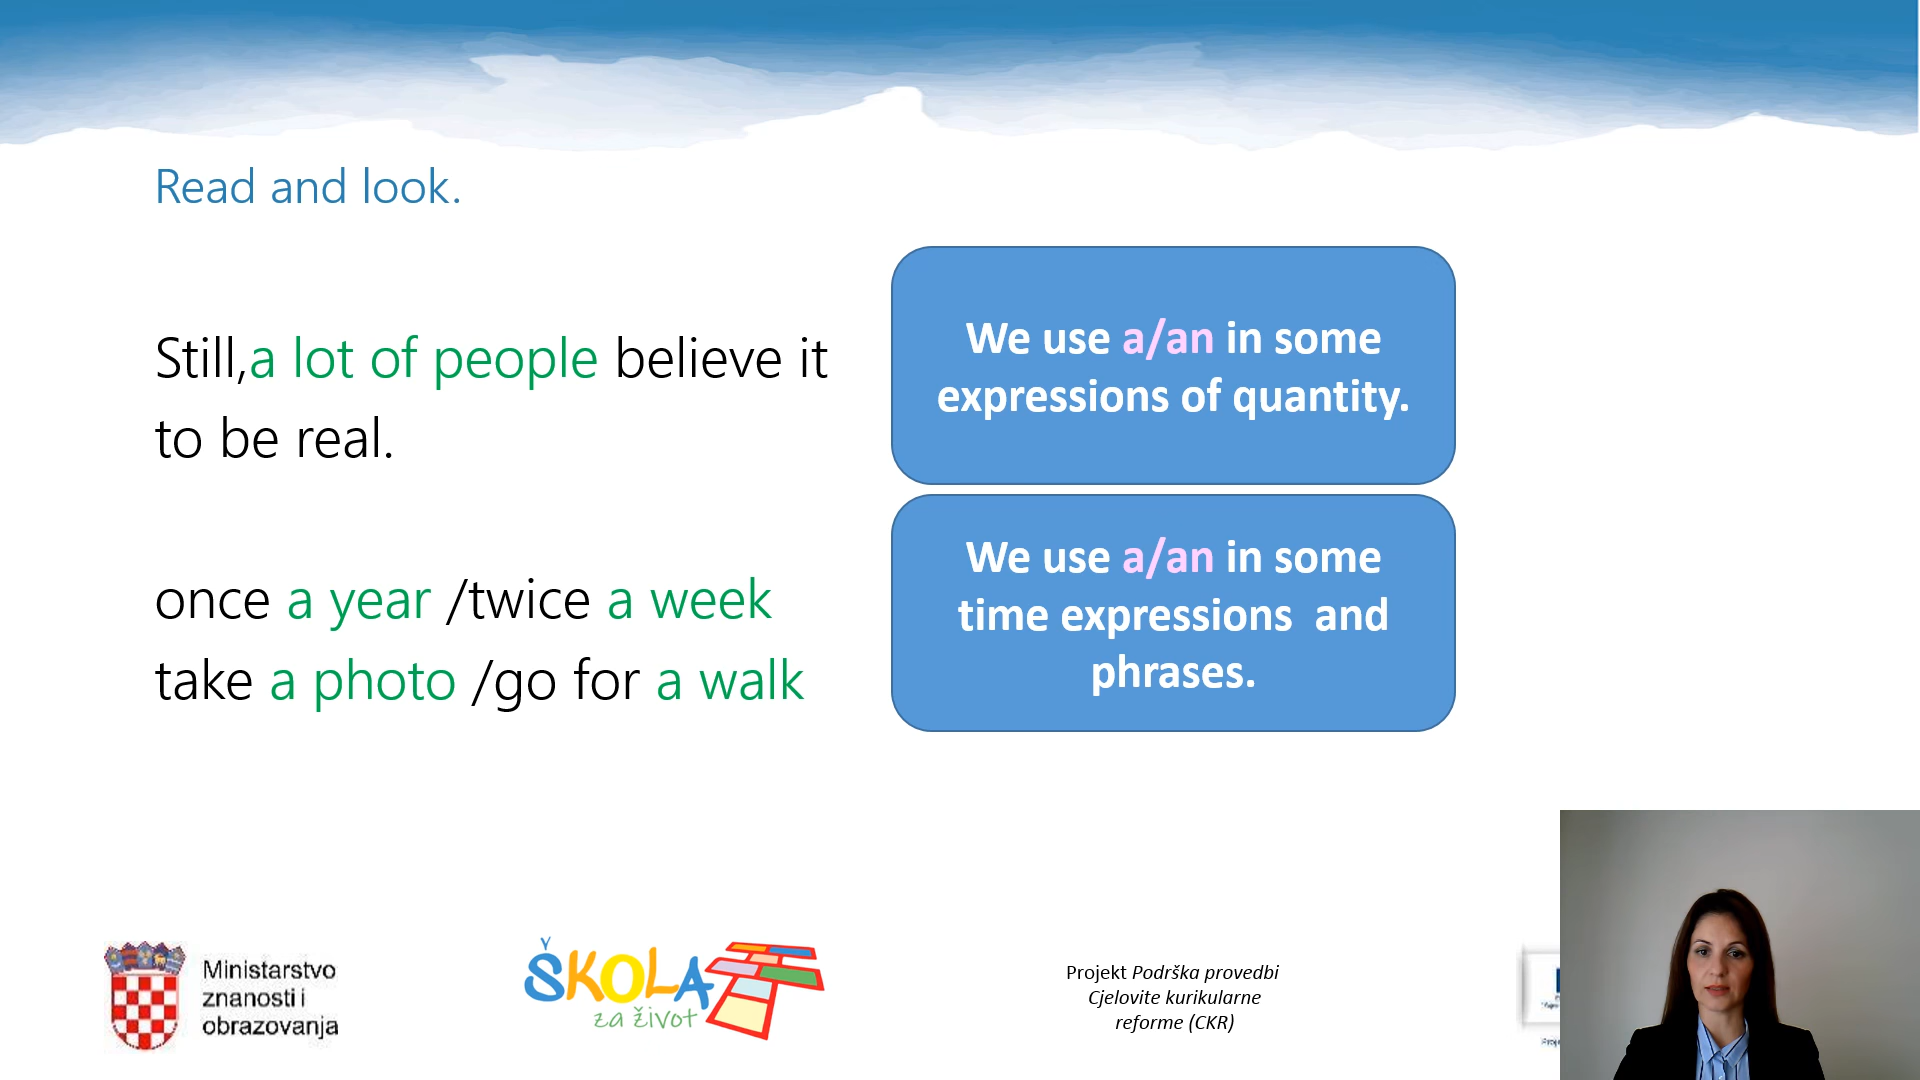 Read and look.
Still,a lot of people believe it
to be real.
once a year /twice a week
take a photo /go for a walk
We use a/an in some
expressions of quantity.
We use a/an in some
time expressions  and
phrases.
Ministarstvo
znanosti i
obrazovanja
ŠKOLA
za život
Projekt Podrška provedbi
Cjelovite kurikularne
reforme (CKR)